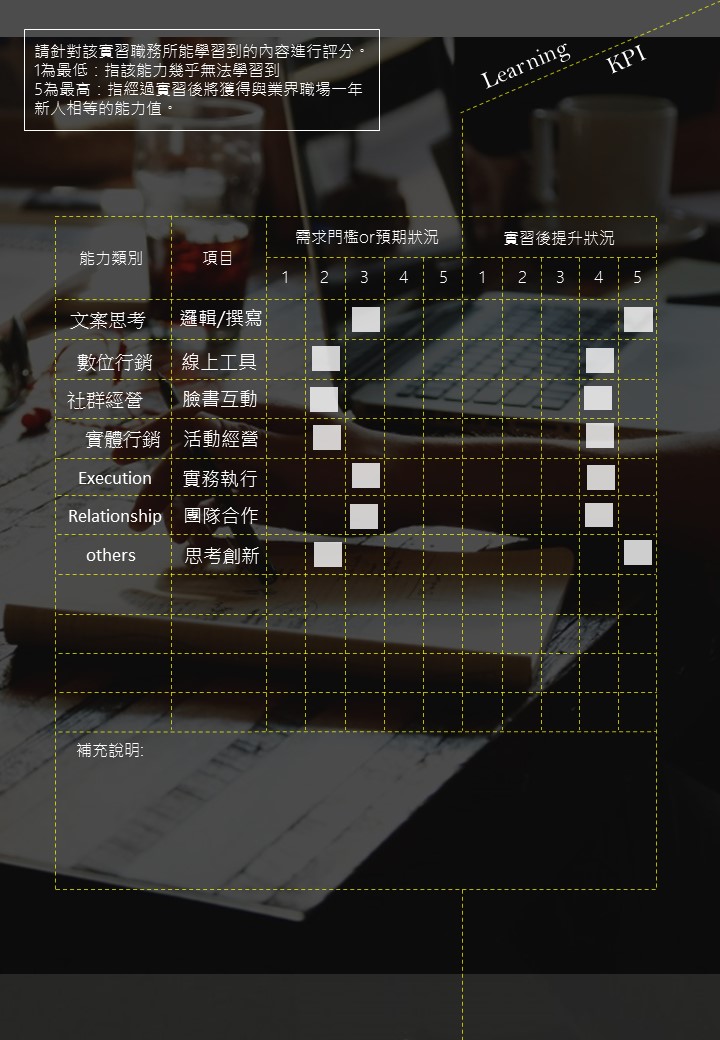 請針對該實習職務所能學習到的內容進行評分。
1為最低：指該能力幾乎無法學習到
5為最高：指經過實習後將獲得與業界職場一年
新人相等的能力值。
Learning
KPI
能力類別 項目 需求門檻or預期狀況 實習後提升狀況
1 2 3 4 5 1 2 3 4 5
文案思考 邏輯/撰寫
數位行銷 線上工具
社群經營 臉書互動
實體行銷 活動經營
Execution 實務執行
Relationship 團隊合作
others 思考創新
補充說明: